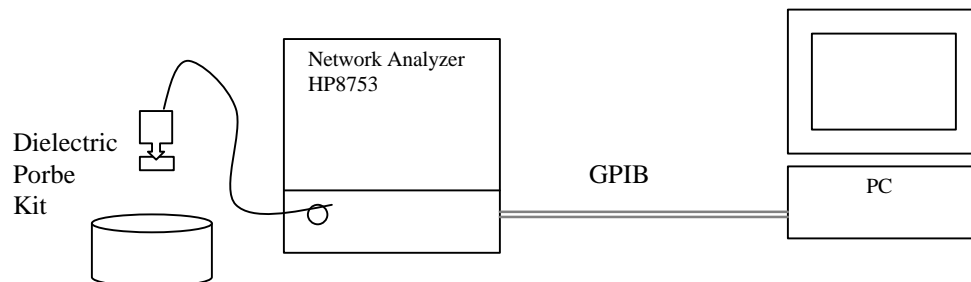 Network Analyzer
HP8753
Dielectric
Porbe
Kit
GPIB
PC